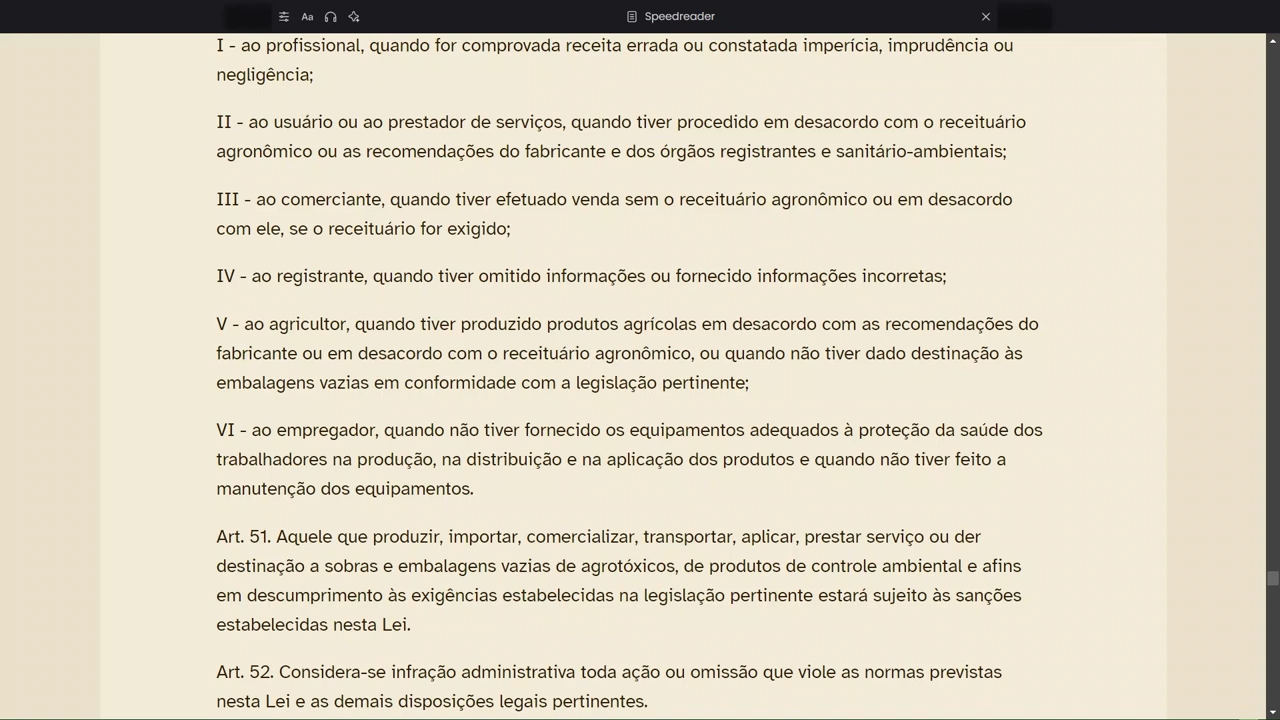 Aa
Speedreader
I - ao profissional, quando for comprovada receita errada ou constatada imperícia, imprudência ou
negligência;
II - ao usuário ou ao prestador de serviços, quando tiver procedido em desacordo com o receituário
agronômico ou as recomendações do fabricante e dos órgãos registrantes e sanitário-ambientais;
III - ao comerciante, quando tiver efetuado venda sem o receituário agronômico ou em desacordo
com ele, se o receituário for exigido;
IV - ao registrante, quando tiver omitido informações ou fornecido informações incorretas;
V - ao agricultor, quando tiver produzido produtos agrícolas em desacordo com as recomendações do
fabricante ou em desacordo com o receituário agronômico, ou quando não tiver dado destinação às
embalagens vazias em conformidade com a legislação pertinente;
VI - ao empregador, quando não tiver fornecido os equipamentos adequados à proteção da saúde dos
trabalhadores na produção, na distribuição e na aplicação dos produtos e quando não tiver feito a
manutenção dos equipamentos.
Art. 51. Aquele que produzir, importar, comercializar, transportar, aplicar, prestar serviço ou der
destinação a sobras e embalagens vazias de agrotóxicos, de produtos de controle ambiental e afins
em descumprimento às exigências estabelecidas na legislação pertinente estará sujeito às sanções
estabelecidas nesta Lei.
Art. 52. Considera-se infração administrativa toda ação ou omissão que viole as normas previstas
nesta Lei e as demais disposições legais pertinentes.